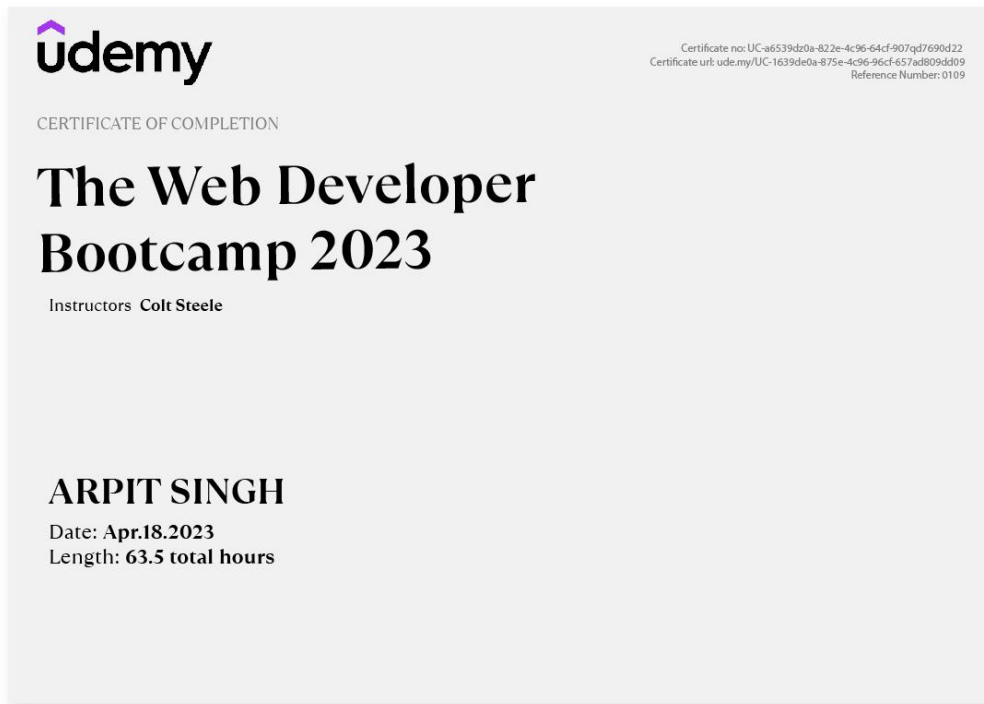 udemy
Certificate no: UC-a6539dz0a-822e-4c96-64cf-907qd7690d22
Certificate url: ude.my/UC-1639de0a-875e-4c96-96cf-657ad809dd09
Reference Number: 0109
CERTIFICATE OF COMPLETION
The Web Developer
Bootcamp 2023
Instructors Colt Steele
ARPIT SINGH
Date: Apr.18.2023
Length: 63.5 total hours